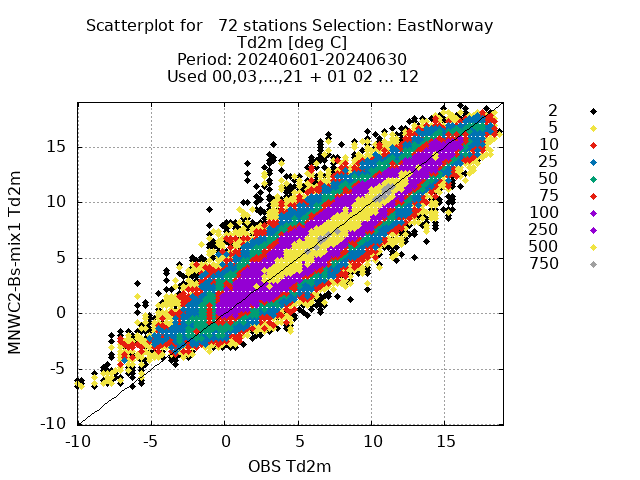 Scatterplot for   72 stations Selection: EastNorway
Td2m [deg C]
Period: 20240601-20240630
Used 00,03,...,21 + 01 02 ... 12
2
5
10
25
50
75
100
250
500
750
15
10
5
0
-5
-10
MNWC2-Bs-mix1 Td2m
-10 -5 0 5 10 15
OBS Td2m